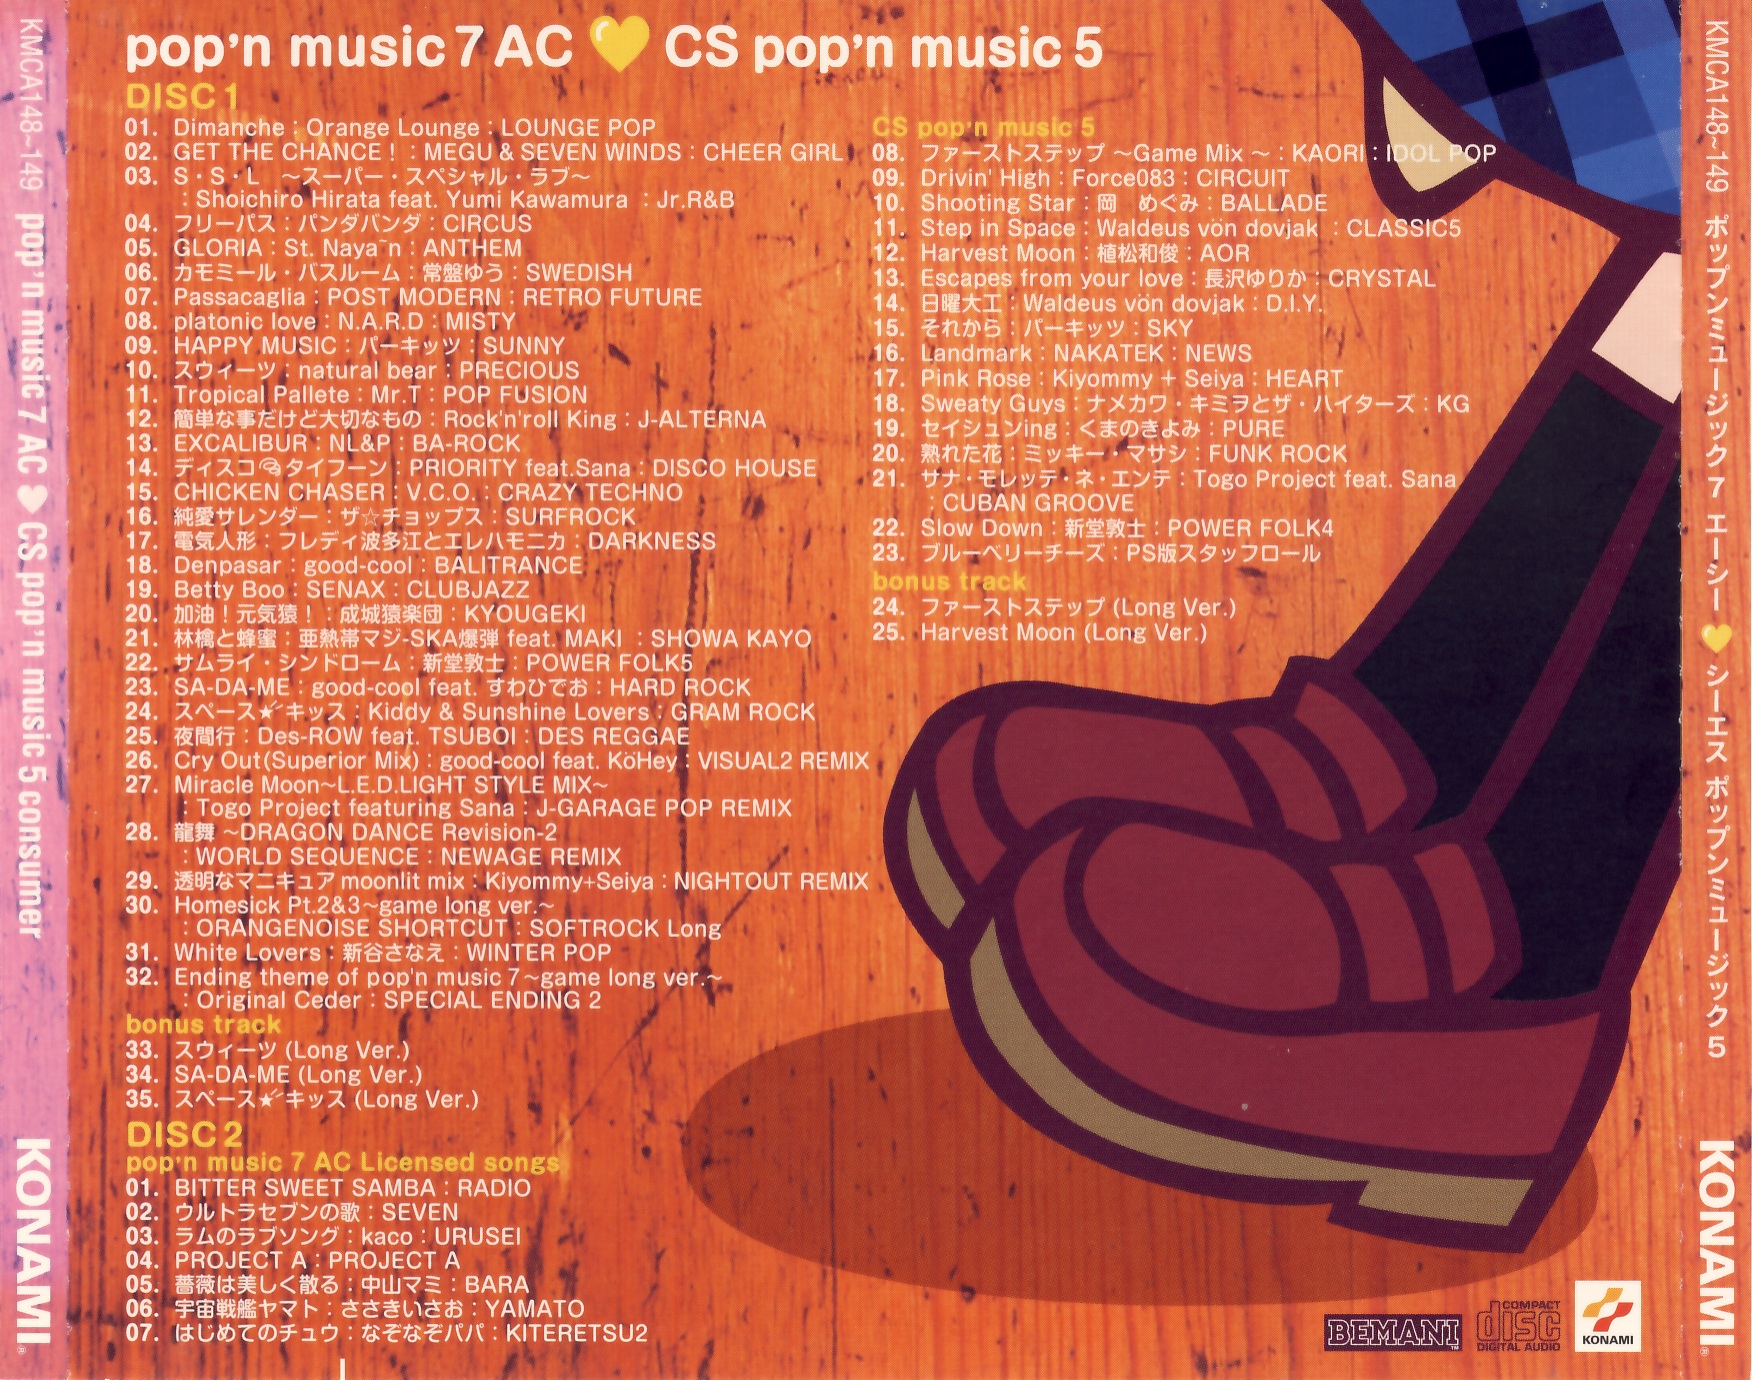 pop'n music 7 AC 💛 CS pop'n music 5
DISC 1
01. Dimanche : Orange Lounge : LOUNGE POP
02. GET THE CHANCE！ : MEGU & SEVEN WINDS : CHEER GIRL
03. S・S・L ～スーパー・スペシャル・ラブ～
: Shoichiro Hirata feat. Yumi Kawamura : Jr.R&B
04. フリーパス : パンダバンダ : CIRCUS
05. GLORIA : St. Naya~n : ANTHEM
06. カモミール・バスルーム : 常盤ゆう : SWEDISH
07. Passacaglia : POST MODERN : RETRO FUTURE
08. platonic love : N.A.R.D : MISTY
09. HAPPY MUSIC : パーキッツ : SUNNY
10. スウィーツ : natural bear : PRECIOUS
11. Tropical Pallete : Mr.T : POP FUSION
12. 簡単な事だけど大切なもの : Rock'n'roll King : J-ALTERNA
13. EXCALIBUR : NL&P : BA-ROCK
14. ディスコ🌀タイフーン : PRIORITY feat.Sana : DISCO HOUSE
15. CHICKEN CHASER : V.C.O. : CRAZY TECHNO
16. 純愛サレンダー : ザ☆チョップス : SURFROCK
17. 電気人形 : フレディ波多江とエレハモニカ : DARKNESS
18. Denpasar : good-cool : BALITRANCE
19. Betty Boo : SENAX : CLUBJAZZ
20. 加油！元気猿！ : 成城猿楽団 : KYOUGEKI
21. 林檎と蜂蜜 : 亜熱帯マジ-SKA爆弾 feat. MAKI : SHOWA KAYO
22. サムライ・シンドローム : 新堂敦士 : POWER FOLK5
23. SA-DA-ME : good-cool feat. すわひでお : HARD ROCK
24. スペース★キッス : Kiddy & Sunshine Lovers : GRAM ROCK
25. 夜間行 : Des-ROW feat. TSUBOI : DES REGGAE
26. Cry Out(Superior Mix) : good-cool feat. KöHey : VISUAL2 REMIX
27. Miracle Moon～L.E.D.LIGHT STYLE MIX～
: Togo Project featuring Sana : J-GARAGE POP REMIX
28. 龍舞 ～DRAGON DANCE Revision-2
: WORLD SEQUENCE : NEWAGE REMIX
29. 透明なマニキュア moonlit mix : Kiyommy+Seiya : NIGHTOUT REMIX
30. Homesick Pt.2&3～game long ver.～
: ORANGENOISE SHORTCUT : SOFTROCK Long
31. White Lovers : 新谷さなえ : WINTER POP
32. Ending theme of pop'n music 7～game long ver.～
: Original Ceder : SPECIAL ENDING 2
bonus track
33. スウィーツ (Long Ver.)
34. SA-DA-ME (Long Ver.)
35. スペース★キッス (Long Ver.)
DISC 2
pop'n music 7 AC Licensed songs
01. BITTER SWEET SAMBA : RADIO
02. ウルトラセブンの歌 : SEVEN
03. ラムのラブソング : kaco : URUSEI
04. PROJECT A : PROJECT A
05. 薔薇は美しく散る : 中山マミ : BARA
06. 宇宙戦艦ヤマト : ささきいさお : YAMATO
07. はじめてのチュウ : なぞなぞパパ : KITERETSU2
CS pop'n music 5
08. ファーストステップ ～Game Mix ～ : KAORI : IDOL POP
09. Drivin' High : Force083 : CIRCUIT
10. Shooting Star : 岡　めぐみ : BALLADE
11. Step in Space : Waldeus vön dovjak : CLASSIC5
12. Harvest Moon : 植松和俊 : AOR
13. Escapes from your love : 長沢ゆりか : CRYSTAL
14. 日曜大工 : Waldeus vön dovjak : D.I.Y.
15. それから : パーキッツ : SKY
16. Landmark : NAKATEK : NEWS
17. Pink Rose : Kiyommy + Seiya : HEART
18. Sweaty Guys : ナメカワ・キミヲとザ・ハイターズ : KG
19. セイシュンing : くまのきよみ : PURE
20. 熟れた花 : ミッキー・マサシ : FUNK ROCK
21. サナ・モレッテ・ネ・エンテ : Togo Project feat. Sana
: CUBAN GROOVE
22. Slow Down : 新堂敦士 : POWER FOLK4
23. ブルーベリーチーズ : PS版スタッフロール
bonus track
24. ファーストステップ (Long Ver.)
25. Harvest Moon (Long Ver.)
BEMANI TM
COMPACT disc DIGITAL AUDIO
KONAMI
KMCA148~149 pop'n music 7 AC ♥ CS pop'n music 5 consumer KONAMI ®
KMCA148~149 ポップンミュージック 7 エーシー 💛 シーエス ポップンミュージック 5 KONAMI ®